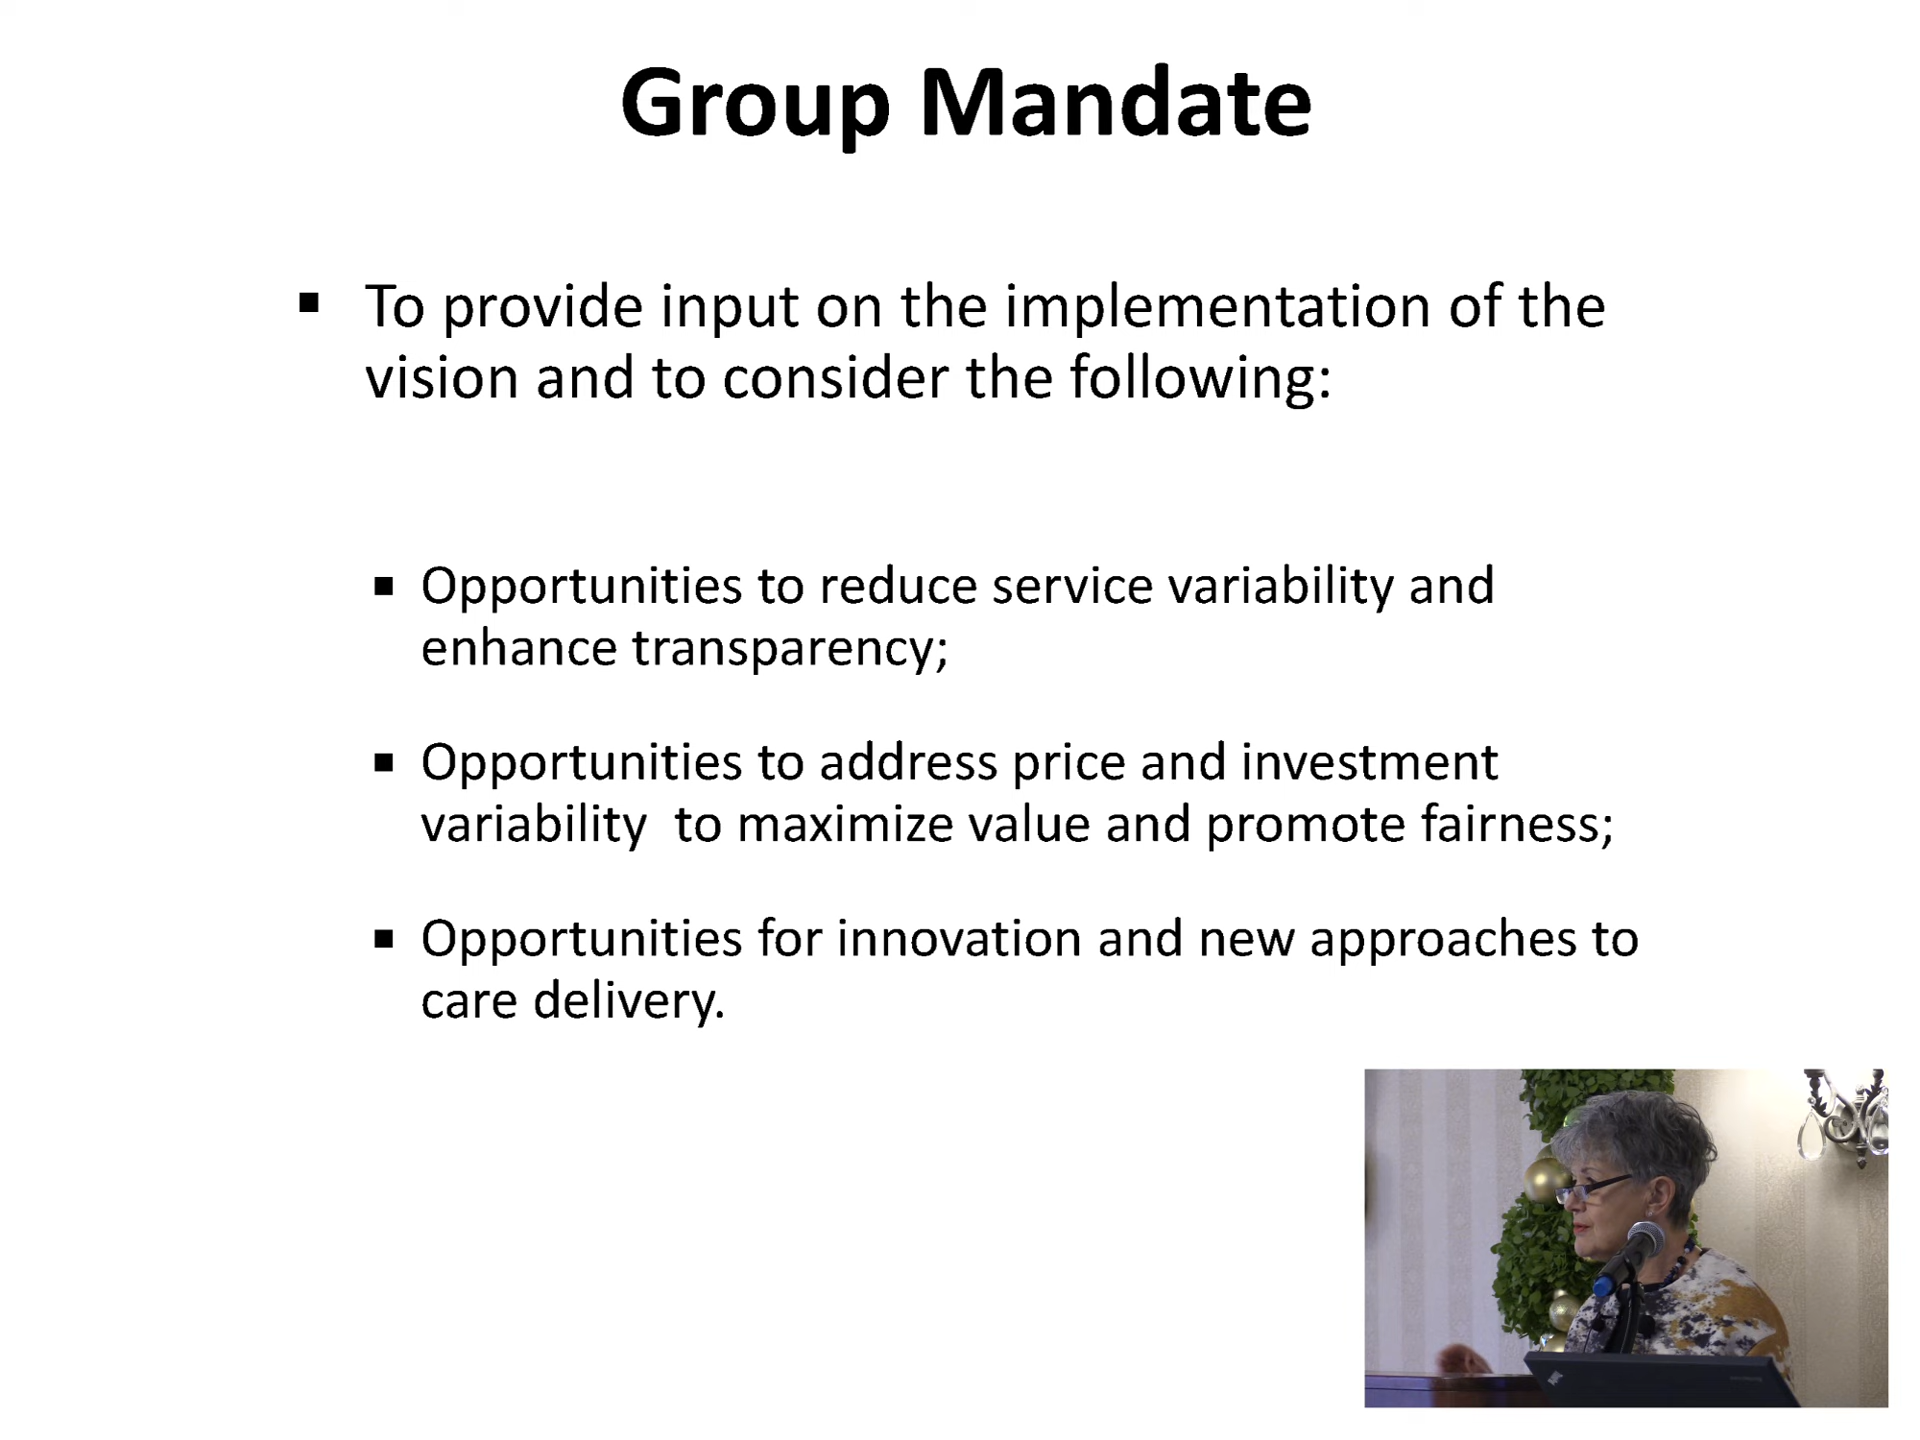 Group Mandate
▪ To provide input on the implementation of the
vision and to consider the following:
▪ Opportunities to reduce service variability and
enhance transparency;
▪ Opportunities to address price and investment
variability  to maximize value and promote fairness;
▪ Opportunities for innovation and new approaches to
care delivery.